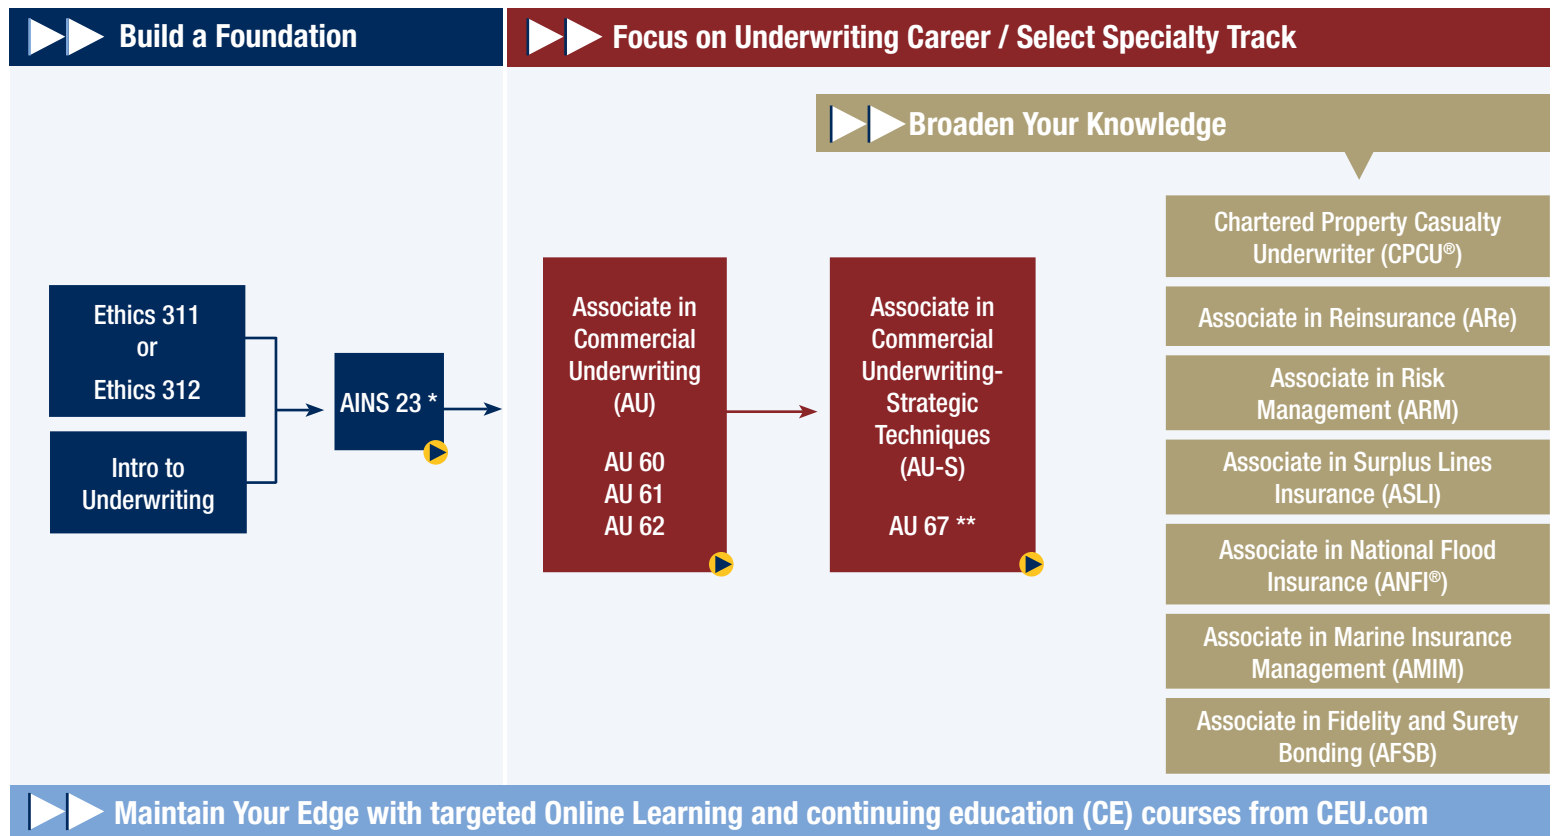 Build a Foundation
Focus on Underwriting Career / Select Specialty Track
Broaden Your Knowledge
Ethics 311
or
Ethics 312
Intro to
Underwriting
AINS 23 *
Associate in
Commercial
Underwriting
(AU)
AU 60
AU 61
AU 62
Associate in
Commercial
Underwriting-
Strategic
Techniques
(AU-S)
AU 67 **
Chartered Property Casualty
Underwriter (CPCU®)
Associate in Reinsurance (ARe)
Associate in Risk
Management (ARM)
Associate in Surplus Lines
Insurance (ASLI)
Associate in National Flood
Insurance (ANFI®)
Associate in Marine Insurance
Management (AMIM)
Associate in Fidelity and Surety
Bonding (AFSB)
Maintain Your Edge with targeted Online Learning and continuing education (CE) courses from CEU.com